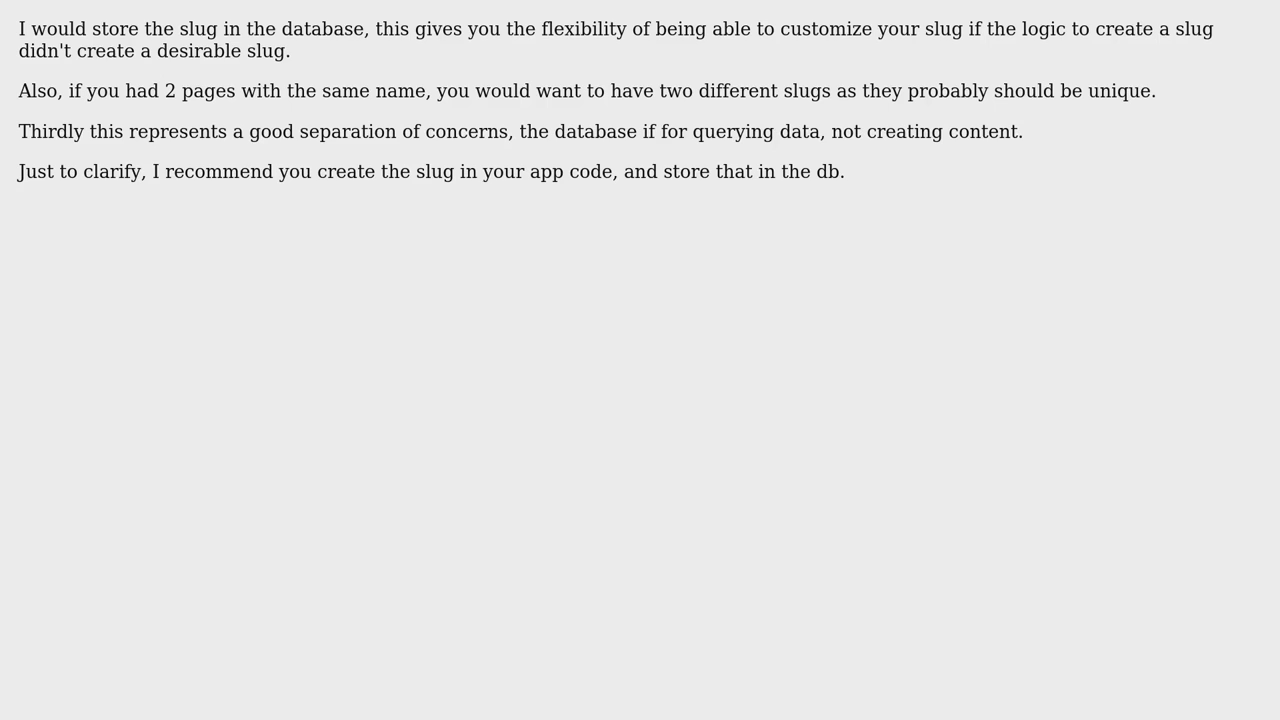 I would store the slug in the database, this gives you the flexibility of being able to customize your slug if the logic to create a slug
didn't create a desirable slug.
Also, if you had 2 pages with the same name, you would want to have two different slugs as they probably should be unique.
Thirdly this represents a good separation of concerns, the database if for querying data, not creating content.
Just to clarify, I recommend you create the slug in your app code, and store that in the db.